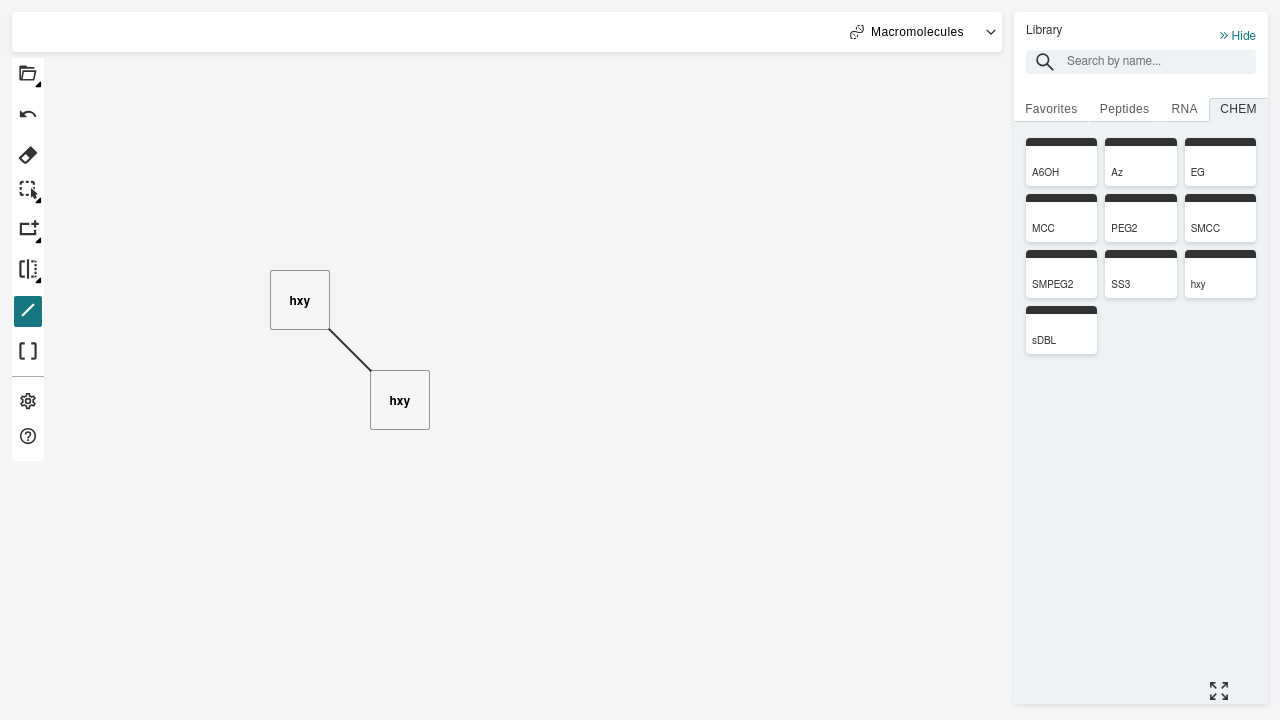 Macromolecules
Library
Hide
Search by name...
Favorites
Peptides
RNA
CHEM
A6OH
Az
EG
MCC
PEG2
SMCC
SMPEG2
SS3
hxy
sDBL
hxy
hxy